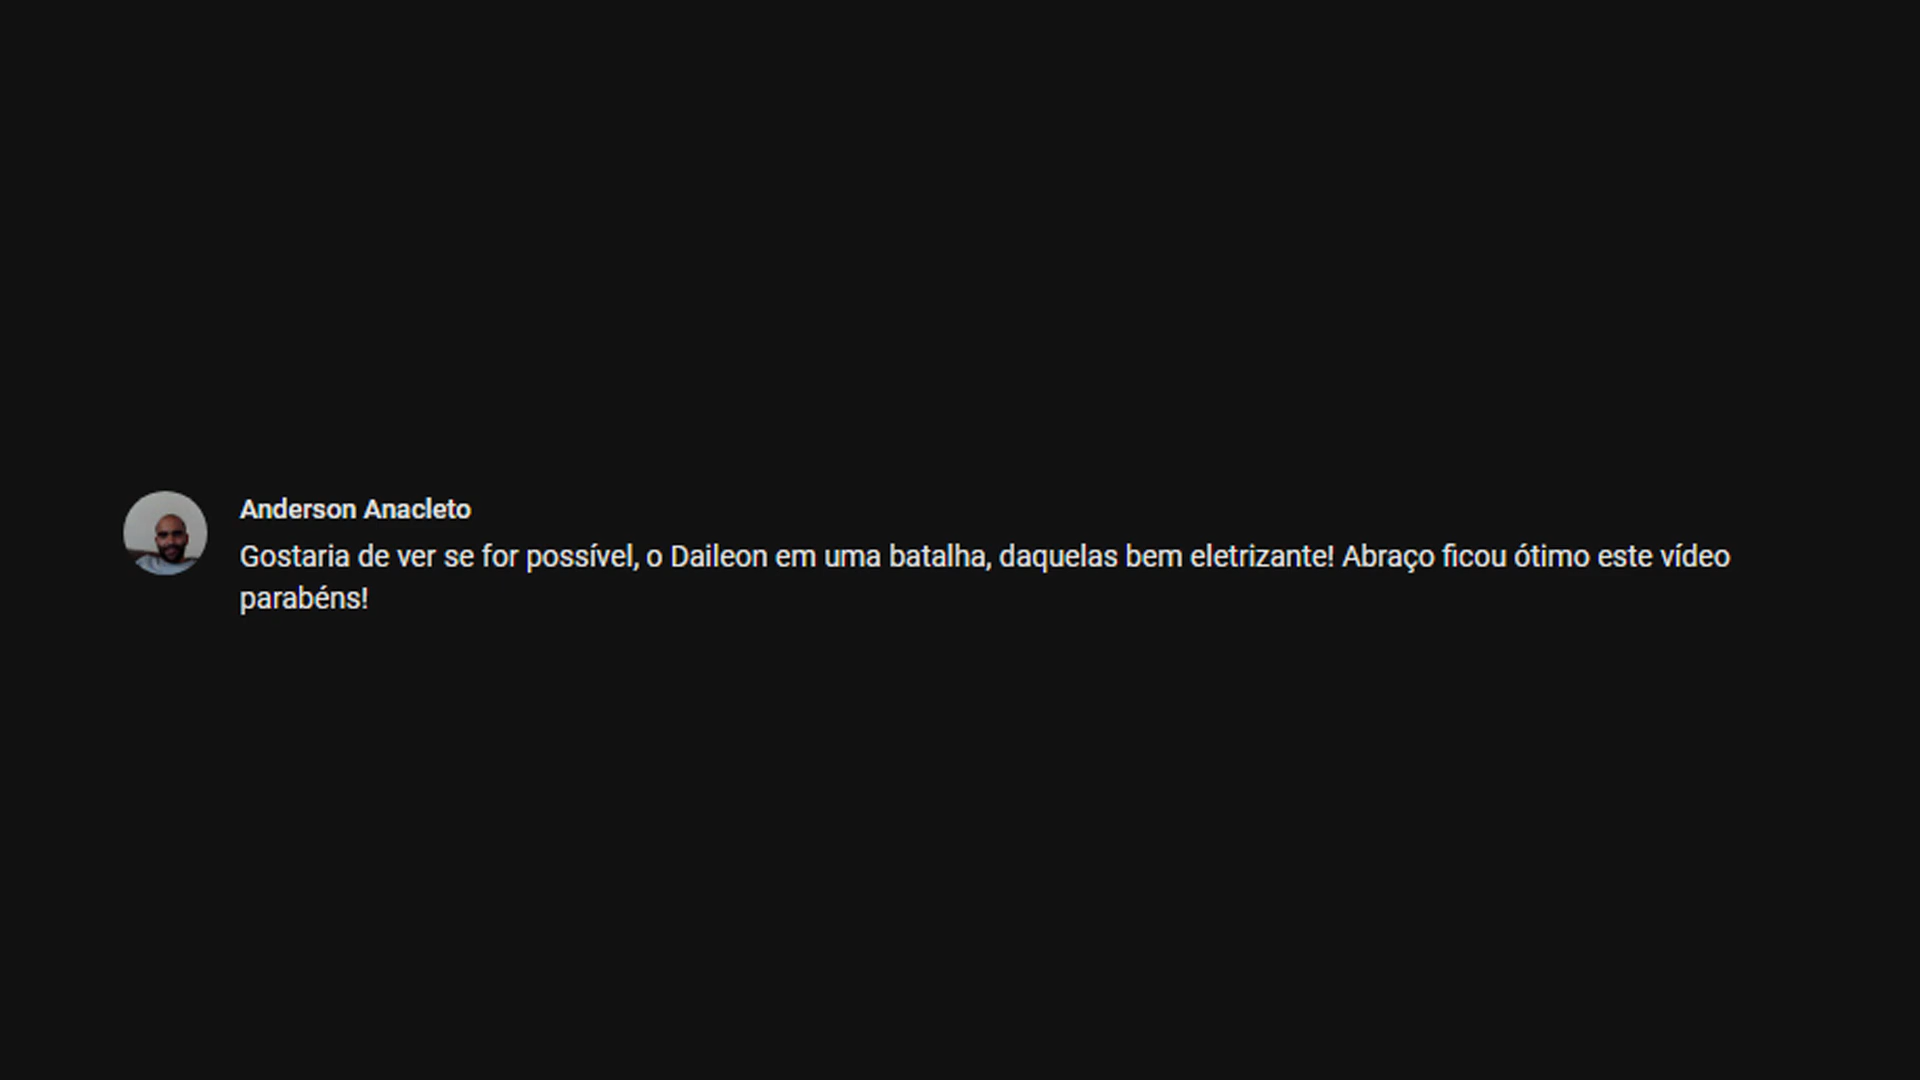 Anderson Anacleto
Gostaria de ver se for possível, o Daileon em uma batalha, daquelas bem eletrizante! Abraço ficou ótimo este vídeo
parabéns!